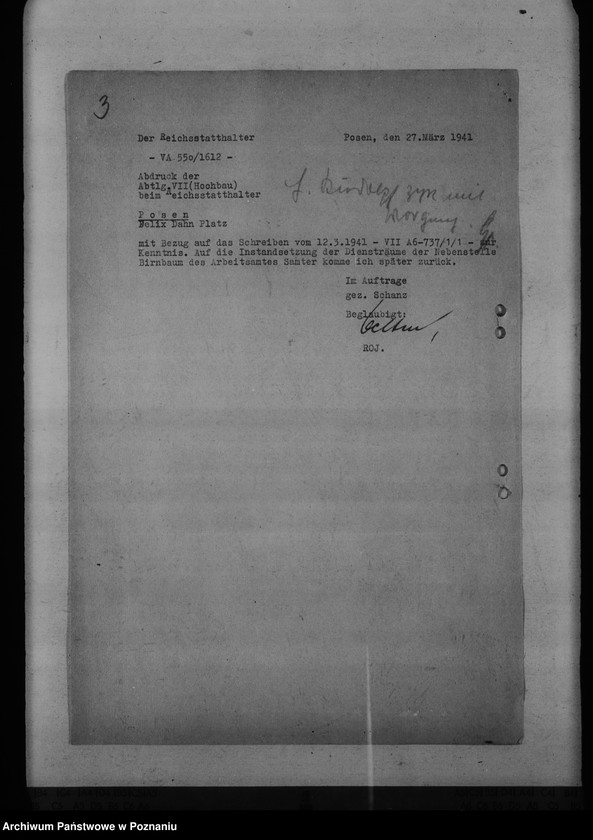 3
Der Reichsstatthalter Posen, den 27.März 1941
- VA 550/1612 -
Abdruck der
Abtlg.VII(Hochbau)
beim Reichsstatthalter
P o s e n
Felix Dahn Platz
mit Bezug auf das Schreiben vom 12.3.1941 - VII A6-737/1/1 - zur
Kenntnis. Auf die Instandsetzung der Diensträume der Nebenstelle
Birnbaum des Arbeitsamtes Samter komme ich später zurück.
Im Auftrage
gez. Schanz
Beglaubigt:
ROJ.
Archiwum Państwowe w Poznaniu